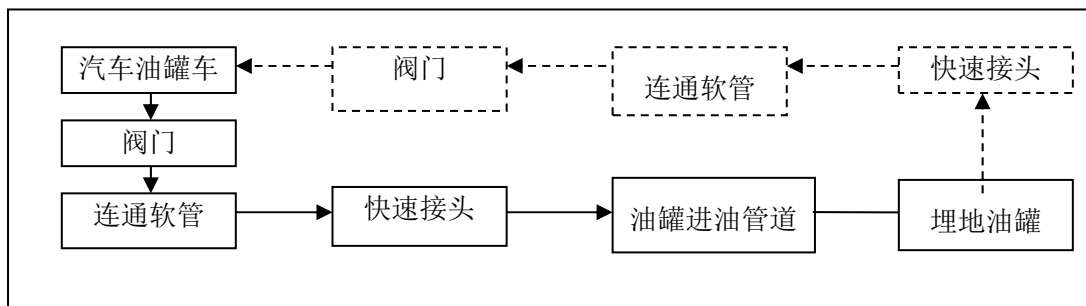 汽车油罐车
阀门
连通软管
快速接头
阀门
连通软管
快速接头
油罐进油管道
埋地油罐